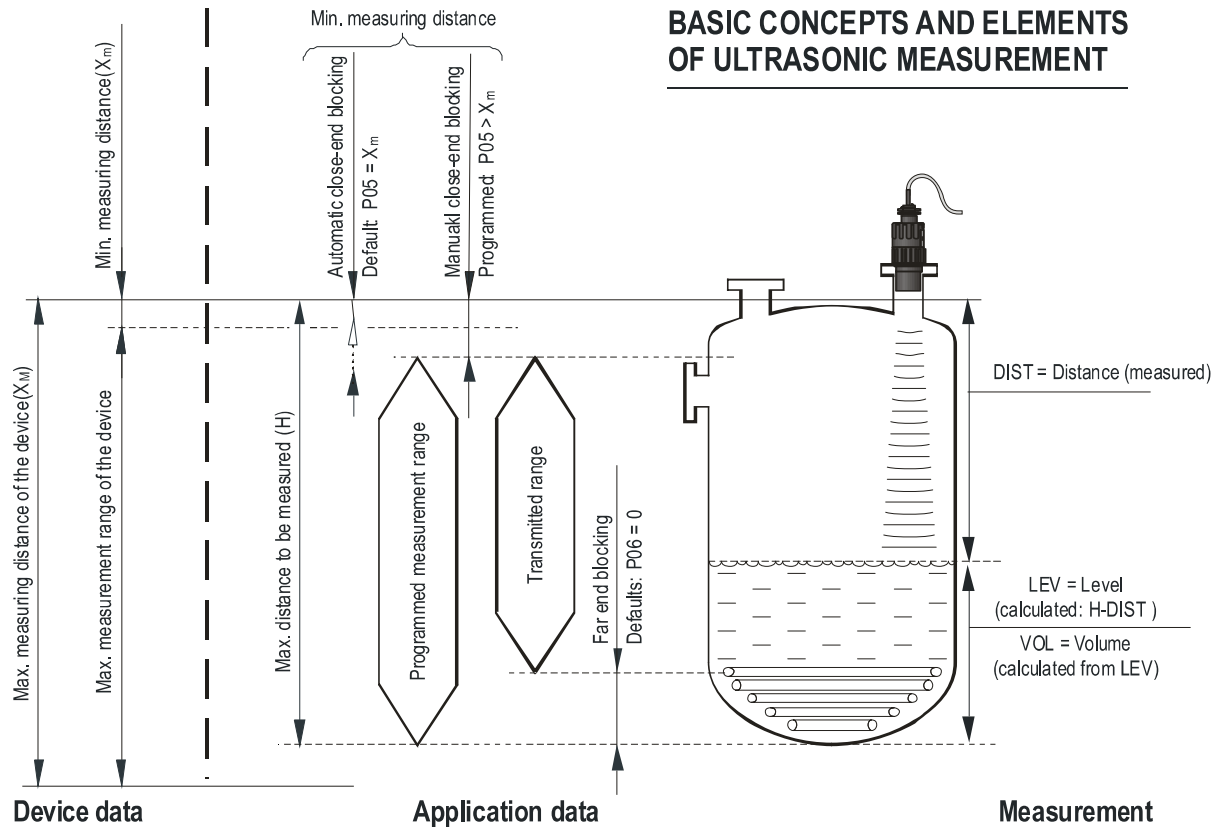 BASIC CONCEPTS AND ELEMENTS
OF ULTRASONIC MEASUREMENT
Min. measuring distance
Max. measuring distance of the device(XM)
Min. measuring distance(Xm)
Max. measurement range of the device
Automatic close-end blocking
Default: P05 = Xm
Manuakl close-end blocking
Programmed: P05 > Xm
Max. distance to be measured (H)
Programmed measurement range
Transmitted range
Far end blocking
Defaults: P06 = 0
DIST = Distance (measured)
LEV = Level
(calculated: H-DIST )
VOL = Volume
(calculated from LEV)
Device data
Application data
Measurement